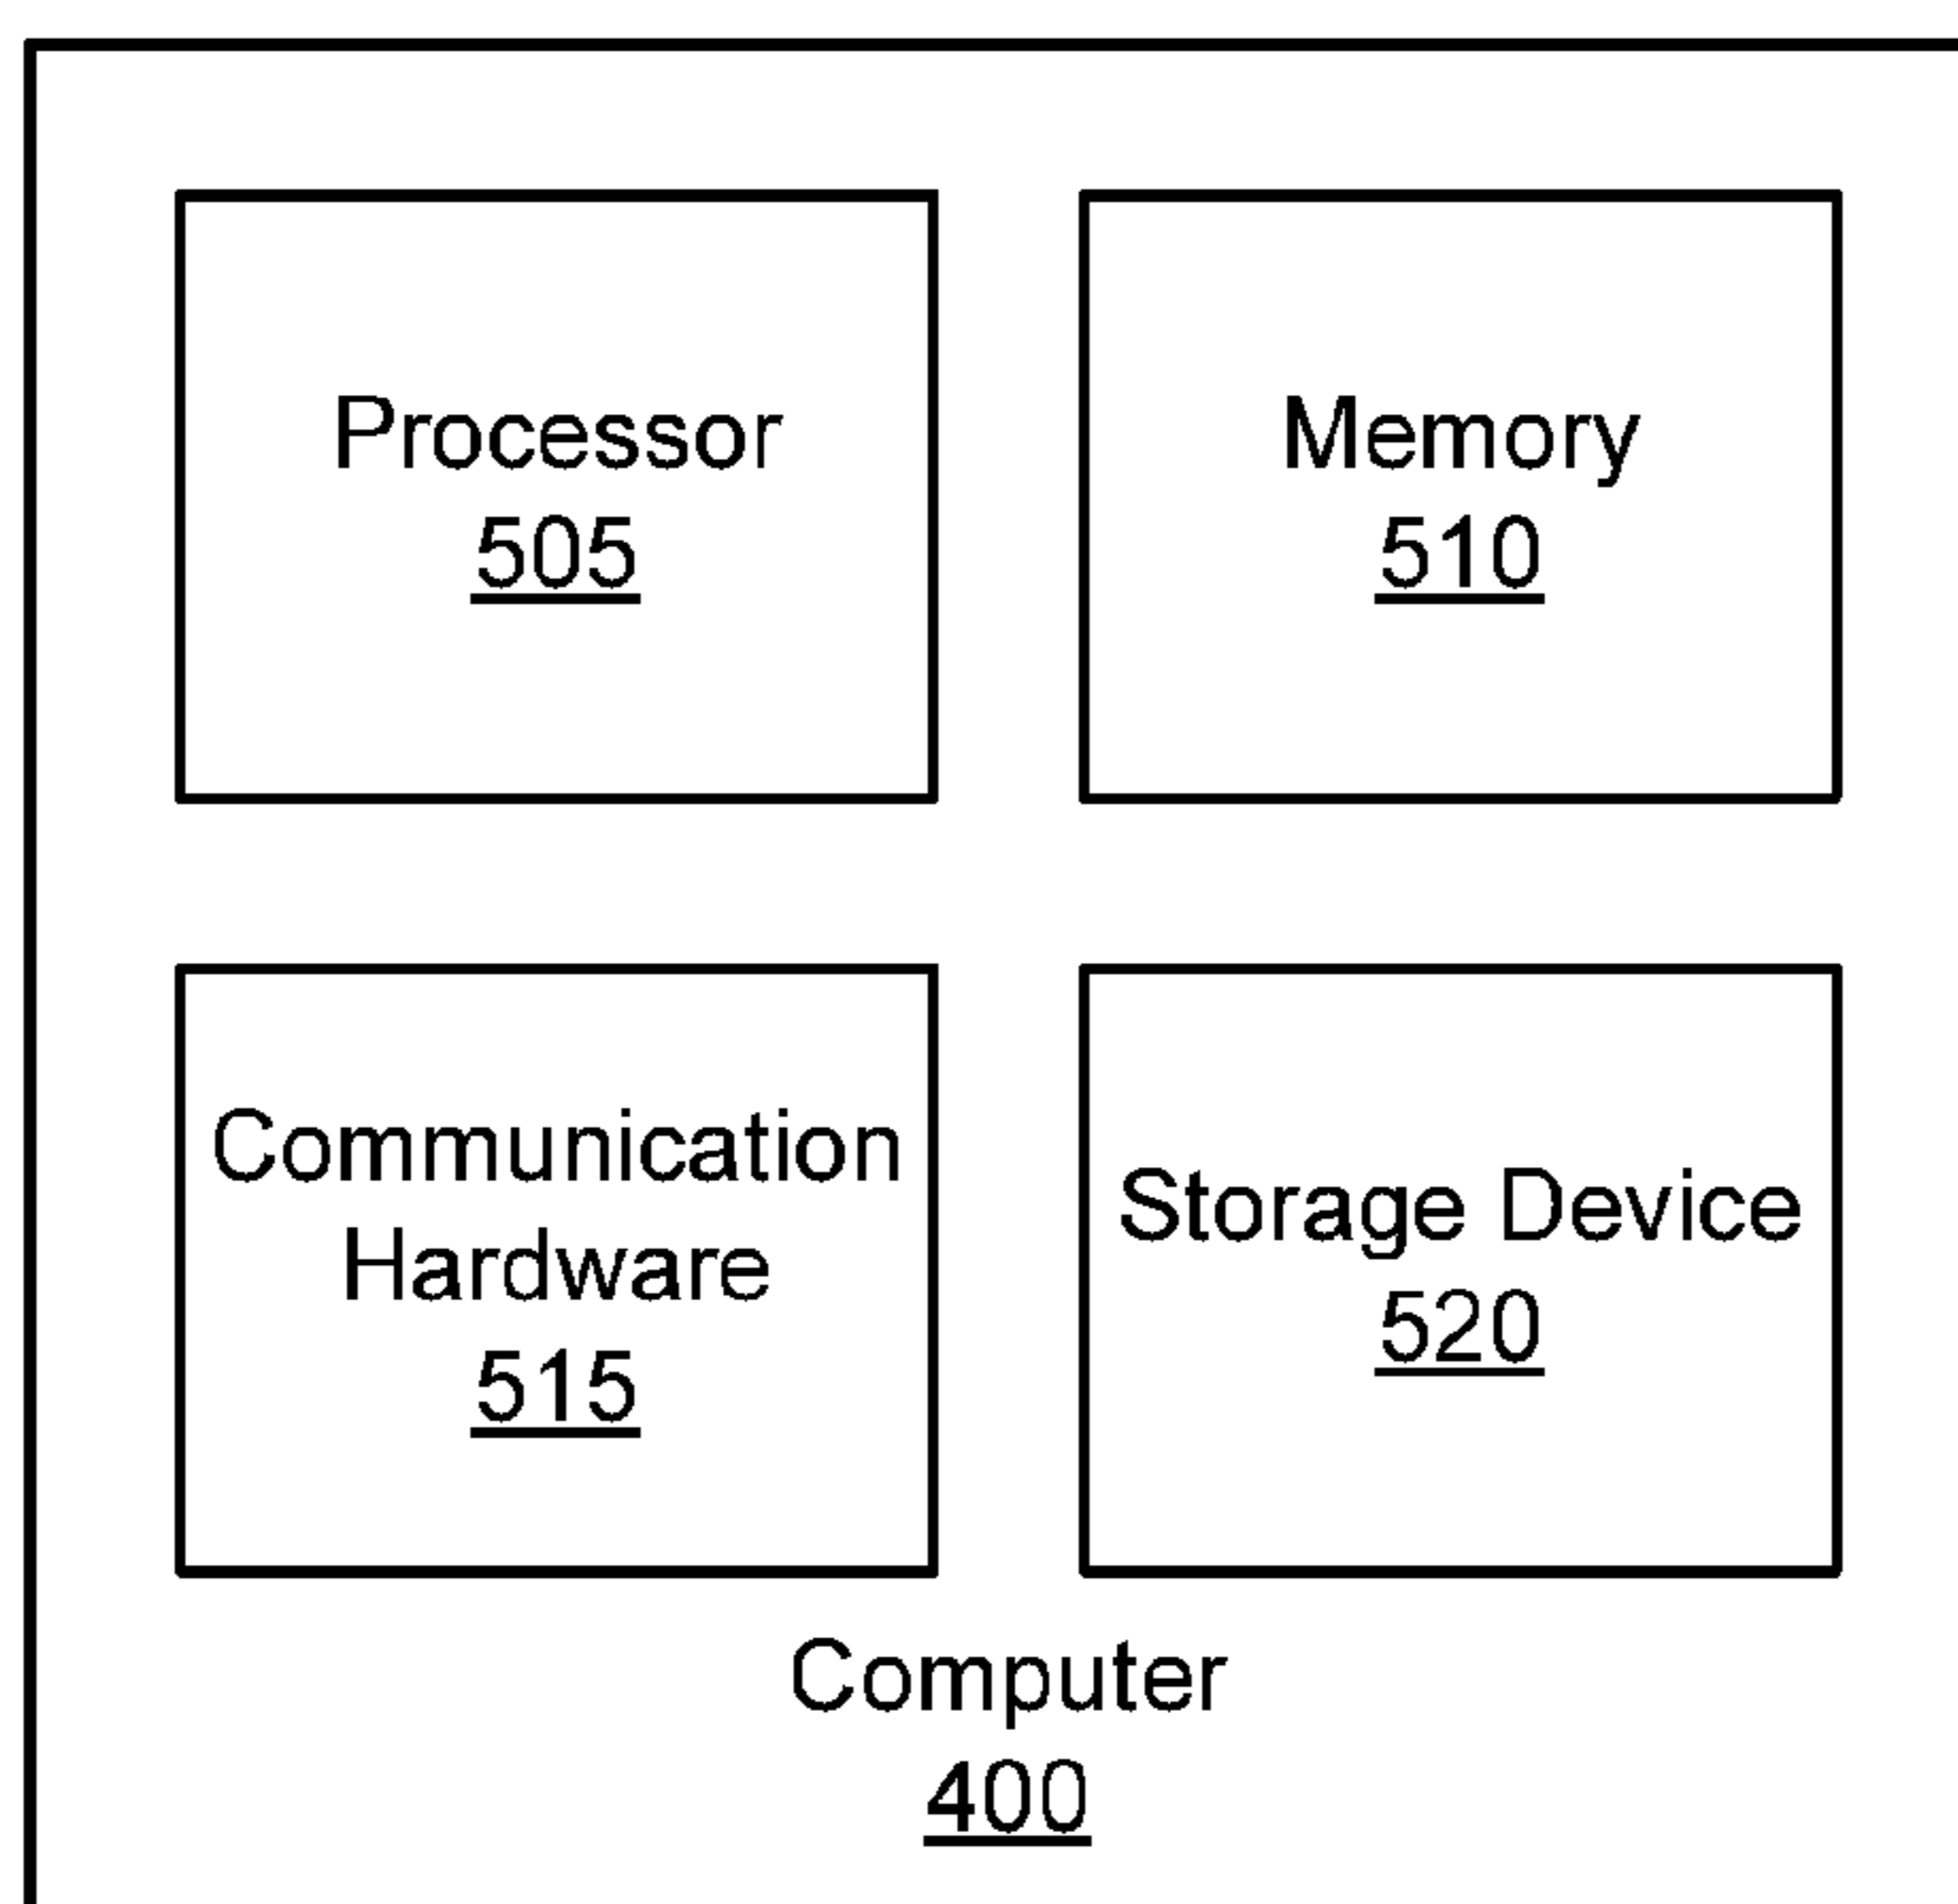 Processor
505
Memory
510
Communication
Hardware
515
Storage Device
520
Computer
400